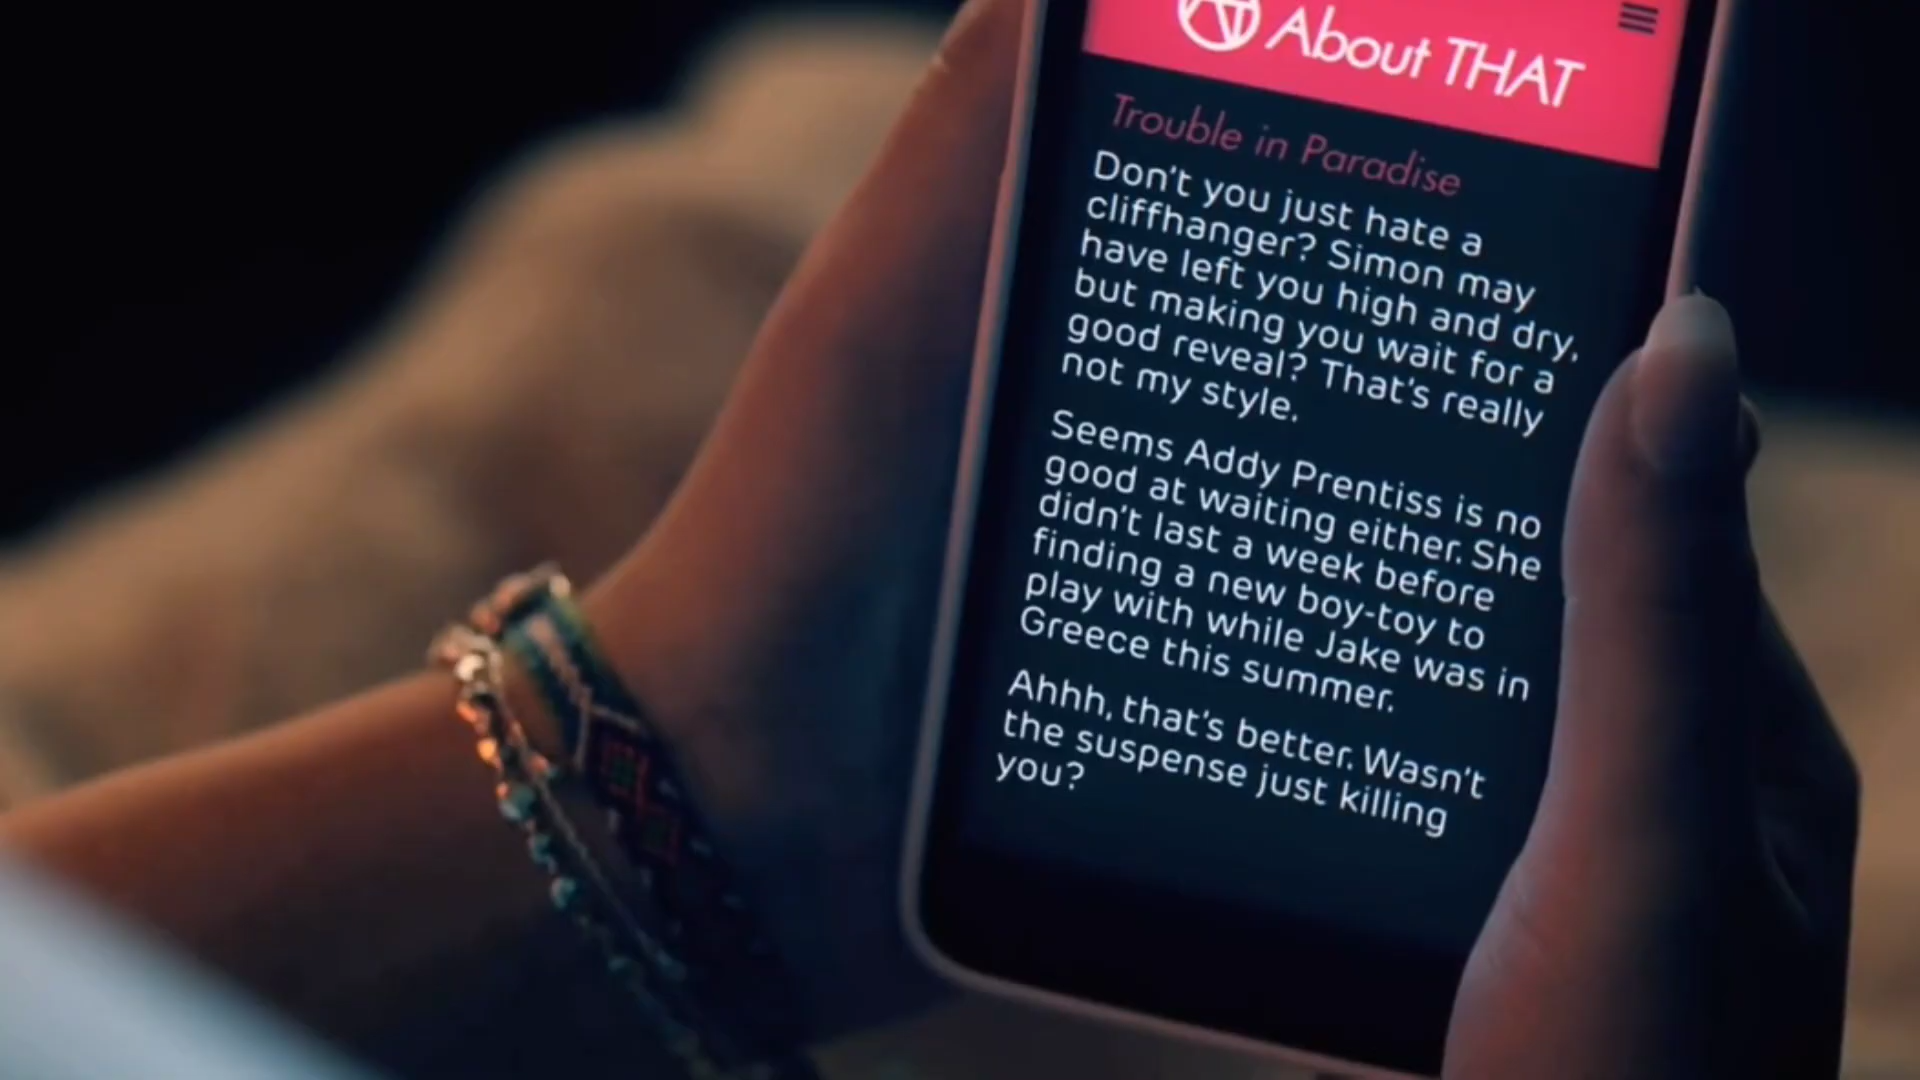 AT About THAT
Trouble in Paradise
Don't you just hate a
cliffhanger? Simon may
have left you high and dry,
but making you wait for a
good reveal? That's really
not my style.
Seems Addy Prentiss is no
good at waiting either. She
didn't last a week before
finding a new boy-toy to
play with while Jake was in
Greece this summer.
Ahhh, that's better. Wasn't
the suspense just killing
you?